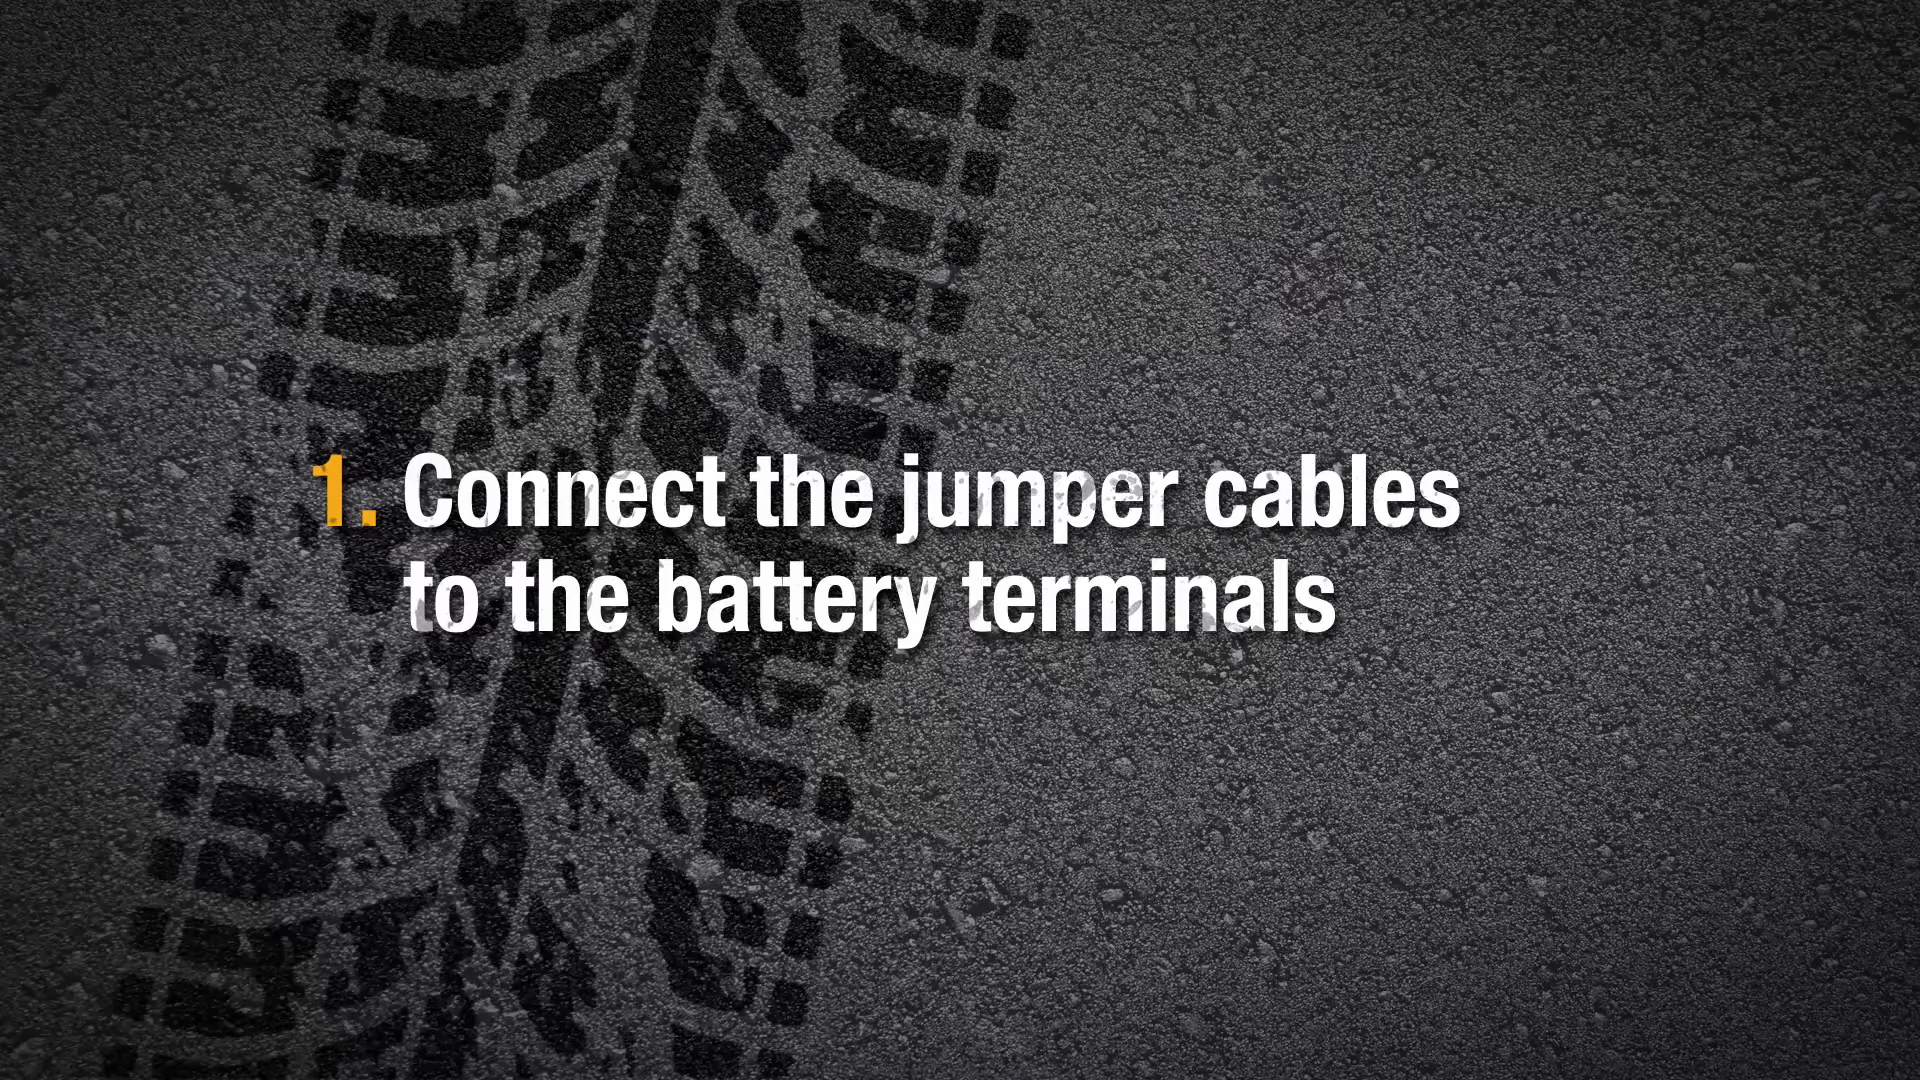 1. Connect the jumper cables
to the battery terminals